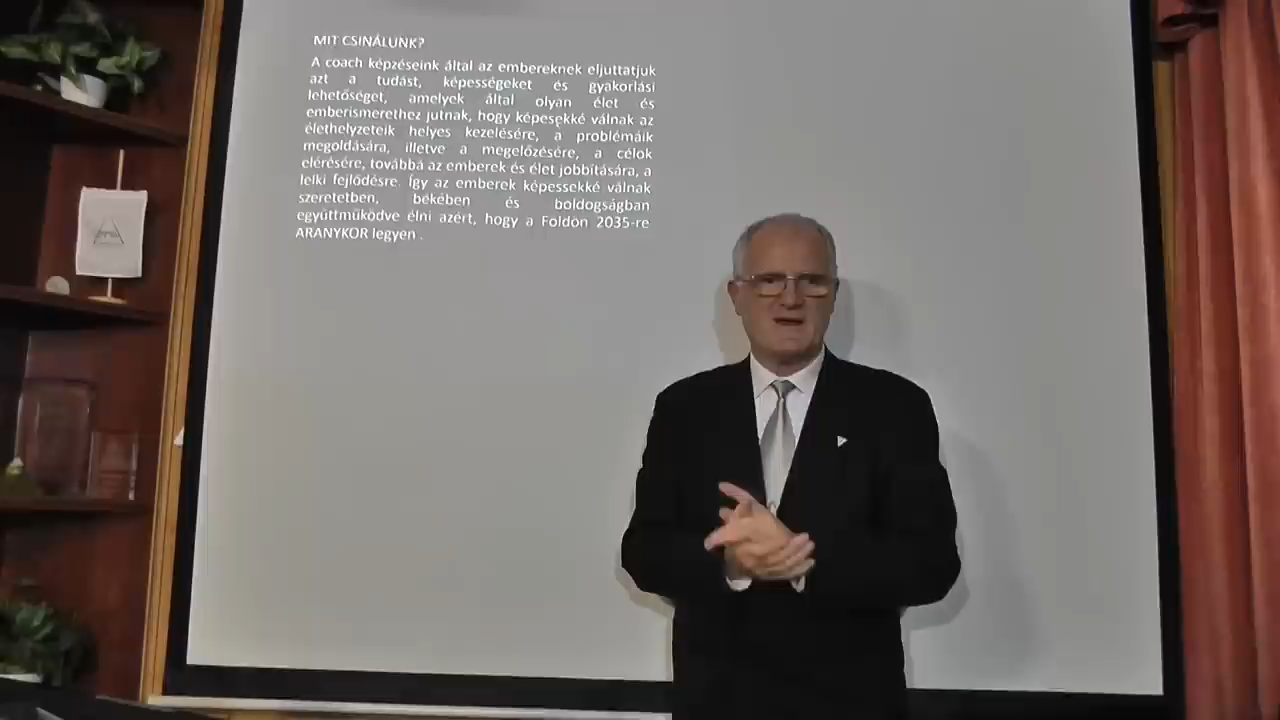 MIT CSINÁLUNK?
A coach képzéseink által az embereknek eljuttatjuk
azt a tudást, képességeket és gyakorlási
lehetőséget, amelyek által olyan élet és
emberismerethez jutnak, hogy képesekké válnak az
élethelyzeteik helyes kezelésére, a problémáik
megoldására, illetve a megelőzésére, a célok
elérésére, továbbá az emberek és élet jobbítására, a
lelki fejlődésre. Így az emberek képessekké válnak
szeretetben, békében és boldogságban
együttműködve élni azért, hogy a Földön 2035-re
ARANYKOR legyen .